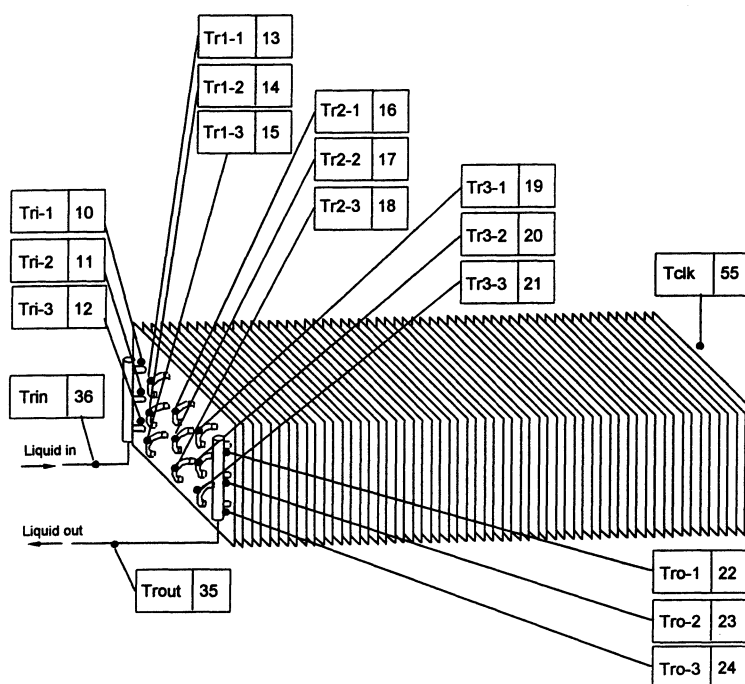 Tr1-1 13
Tr1-2 14
Tr1-3 15
Tr2-1 16
Tr2-2 17
Tr2-3 18
Tr3-1 19
Tr3-2 20
Tr3-3 21
Tri-1 10
Tri-2 11
Tri-3 12
Tclk 55
Trin 36
Liquid in
Liquid out
Trout 35
Tro-1 22
Tro-2 23
Tro-3 24